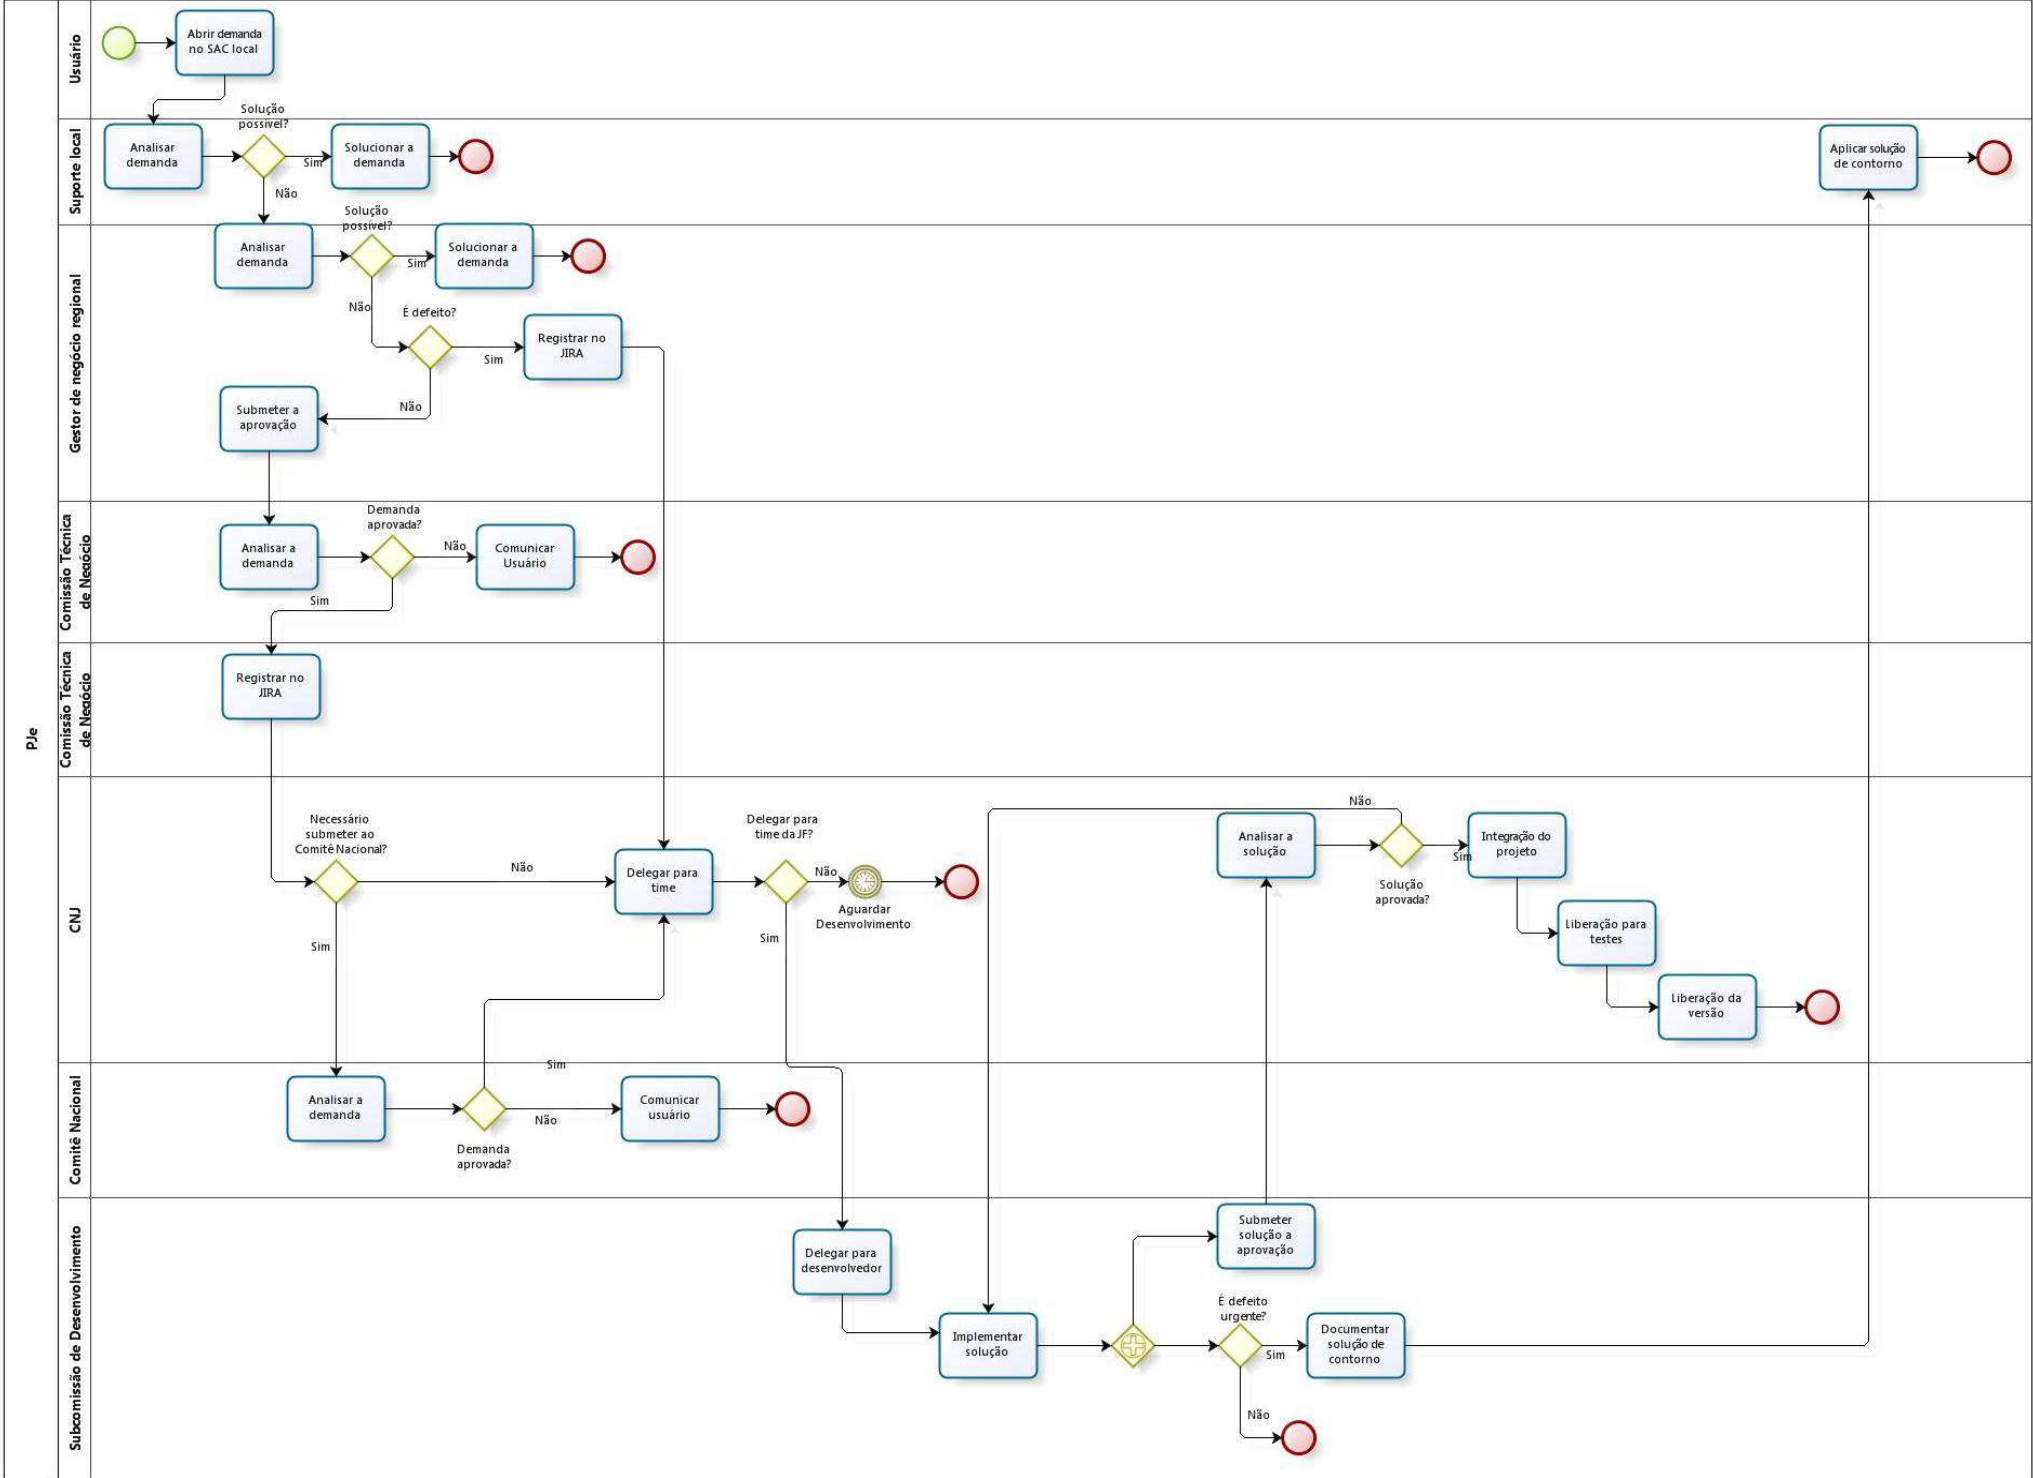 PJe
Usuário
Abrir demanda
no SAC local
Suporte local
Analisar
demanda
Solução
possível?
Sim
Não
Solucionar a
demanda
Aplicar solução
de contorno
Gestor de negócio regional
Analisar
demanda
Solução
possível?
Sim
Não
Solucionar a
demanda
É defeito?
Sim
Não
Registrar no
JIRA
Submeter a
aprovação
Comissão Técnica
de Negócio
Analisar a
demanda
Demanda
aprovada?
Não
Sim
Comunicar
Usuário
Comissão Técnica
de Negócio
Registrar no
JIRA
CNJ
Necessário
submeter ao
Comitê Nacional?
Não
Sim
Delegar para
time
Delegar para
time da JF?
Não
Sim
Aguardar
Desenvolvimento
Analisar a
solução
Não
Sim
Solução
aprovada?
Integração do
projeto
Liberação para
testes
Liberação da
versão
Comitê Nacional
Analisar a
demanda
Sim
Não
Demanda
aprovada?
Comunicar
usuário
Subcomissão de Desenvolvimento
Delegar para
desenvolvedor
Implementar
solução
Submeter
solução a
aprovação
É defeito
urgente?
Sim
Não
Documentar
solução de
contorno